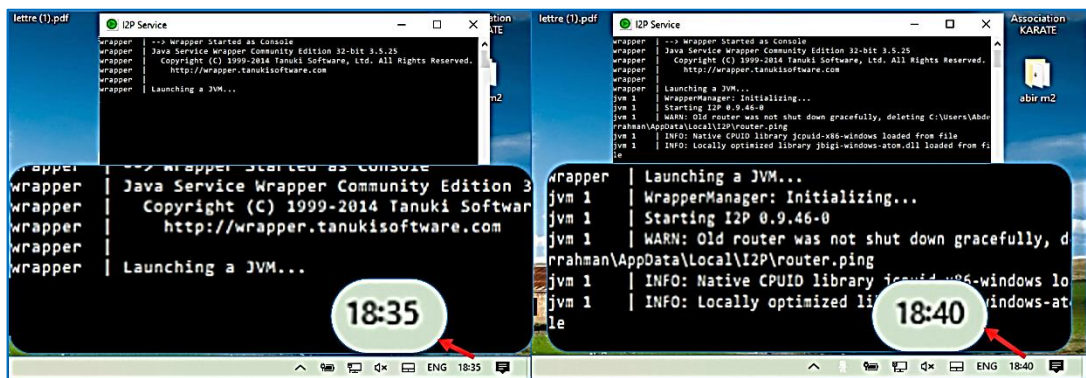 lettre (1).pdf
I2P Service
ation
KATE
m2
wrapper | --> Wrapper Started as Console
wrapper | Java Service Wrapper Community Edition 32-bit 3.5.25
wrapper | Copyright (C) 1999-2014 Tanuki Software, Ltd. All Rights Reserved.
wrapper | http://wrapper.tanukisoftware.com
wrapper |
wrapper | Launching a JVM...
wrapper | --> Wrapper Started as Console
wrapper | Java Service Wrapper Community Edition 3
wrapper | Copyright (C) 1999-2014 Tanuki Softwar
wrapper | http://wrapper.tanukisoftware.com
wrapper |
wrapper | Launching a JVM...
18:35
ENG 18:35
lettre (1).pdf
I2P Service
Association
KARATE
abir m2
wrapper | --> Wrapper Started as Console
wrapper | Java Service Wrapper Community Edition 32-bit 3.5.25
wrapper | Copyright (C) 1999-2014 Tanuki Software, Ltd. All Rights Reserved.
wrapper | http://wrapper.tanukisoftware.com
wrapper |
wrapper | Launching a JVM...
jvm 1 | WrapperManager: Initializing...
jvm 1 | Starting I2P 0.9.46-0
jvm 1 | WARN: Old router was not shut down gracefully, deleting C:\Users\Abde
rrahman\AppData\Local\I2P\router.ping
jvm 1 | INFO: Native CPUID library jcpuid-x86-windows loaded from file
jvm 1 | INFO: Locally optimized library jbigi-windows-atom.dll loaded from fi
le
wrapper | Launching a JVM...
jvm 1 | WrapperManager: Initializing...
jvm 1 | Starting I2P 0.9.46-0
jvm 1 | WARN: Old router was not shut down gracefully, d
rrahman\AppData\Local\I2P\router.ping
jvm 1 | INFO: Native CPUID library jcpuid-x86-windows lo
jvm 1 | INFO: Locally optimized li windows-at
le
18:40
ENG 18:40